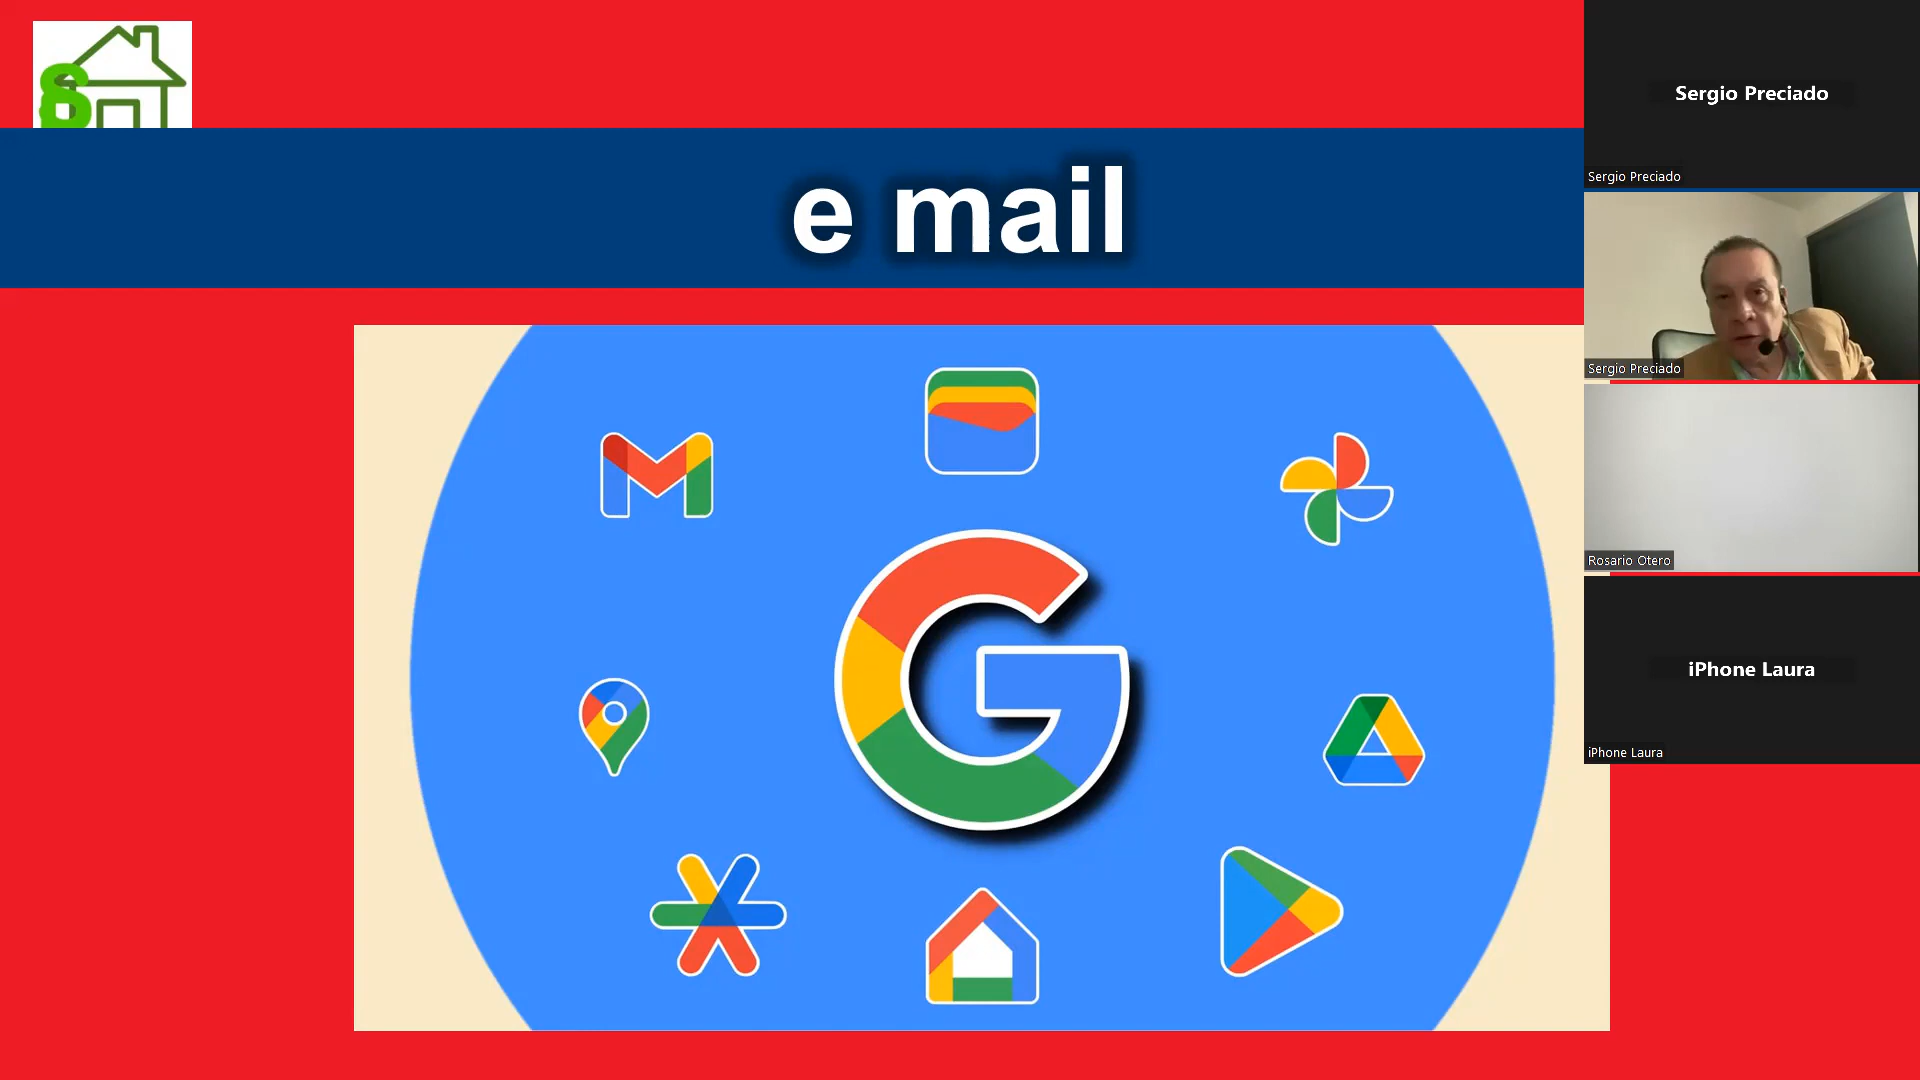 e mail
Sergio Preciado
Sergio Preciado
Sergio Preciado
Rosario Otero
iPhone Laura
iPhone Laura